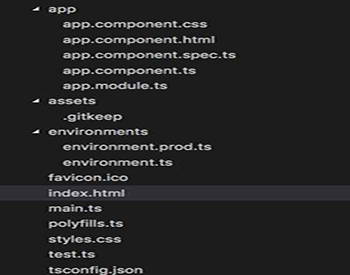 app
app.component.css
app.component.html
app.component.spec.ts
app.component.ts
app.module.ts
assets
.gitkeep
environments
environment.prod.ts
environment.ts
favicon.ico
index.html
main.ts
polyfills.ts
styles.css
test.ts
tsconfig.json